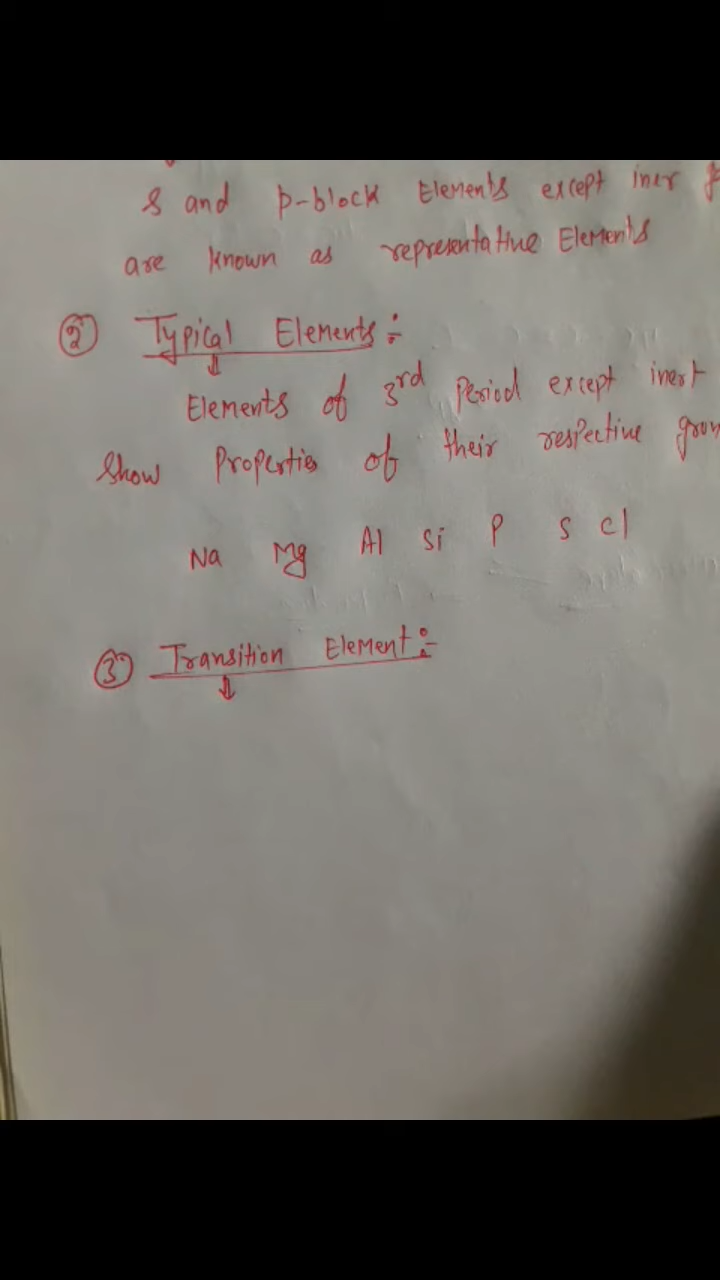 s and p-block Elements except iner
are known as representative Elements
② Typical Elements:-
Elements of 3rd Period except inert
Show Properties of their respective grou
Na Mg Al Si P S Cl
③ Transition Element:-